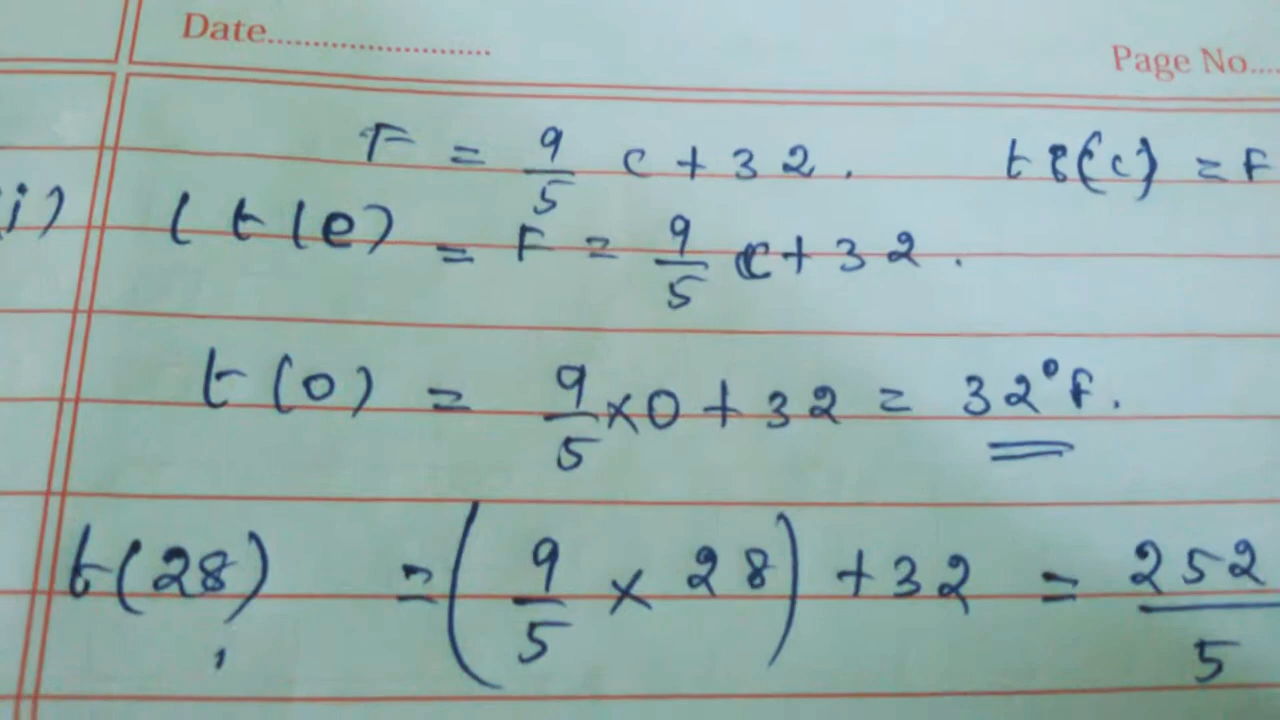 Date......................
Page No....
F = 9/5 c + 32. t(c) = F
i) (t(c) = F = 9/5 C + 32.
t(0) = 9/5 × 0 + 32 = 32°F.
t(28) = (9/5 × 28) + 32 = 252/5